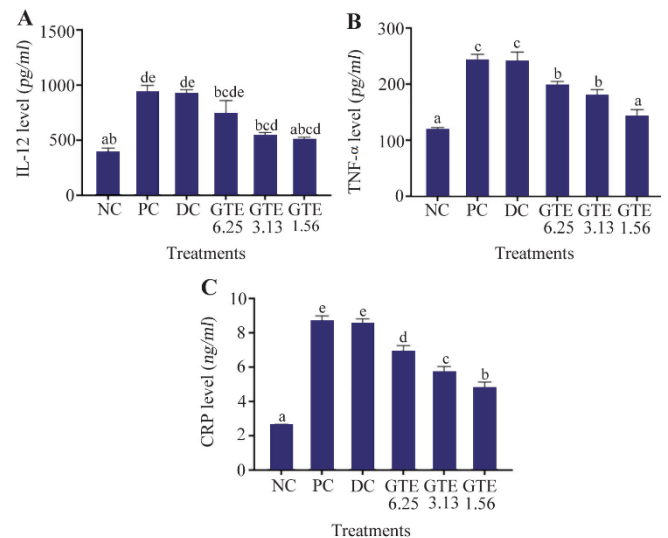 A
IL-12 level (pg/ml)
1500
1000
500
0
ab
de
de
bcde
bcd
abcd
NC PC DC GTE GTE GTE
6.25 3.13 1.56
Treatments
B
TNF-α level (pg/ml)
300
200
100
0
a
c
c
b
b
a
NC PC DC GTE GTE GTE
6.25 3.13 1.56
Treatments
C
CRP level (ng/ml)
10
8
6
4
2
0
a
e
e
d
c
b
NC PC DC GTE GTE GTE
6.25 3.13 1.56
Treatments